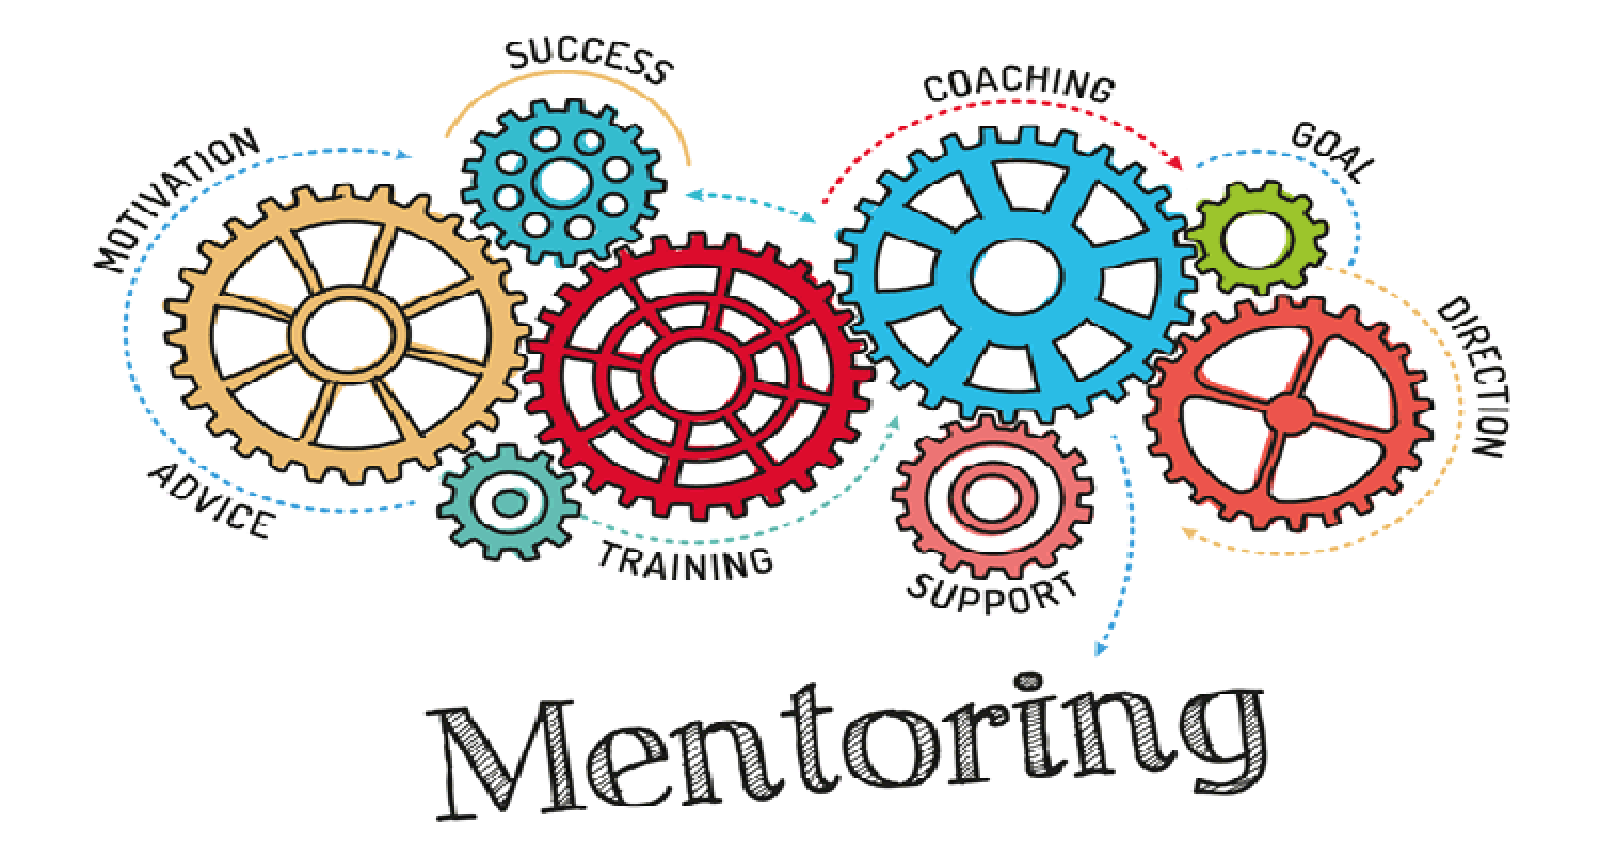 SUCCESS
COACHING
GOAL
MOTIVATION
DIRECTION
ADVICE
TRAINING
SUPPORT
Mentoring